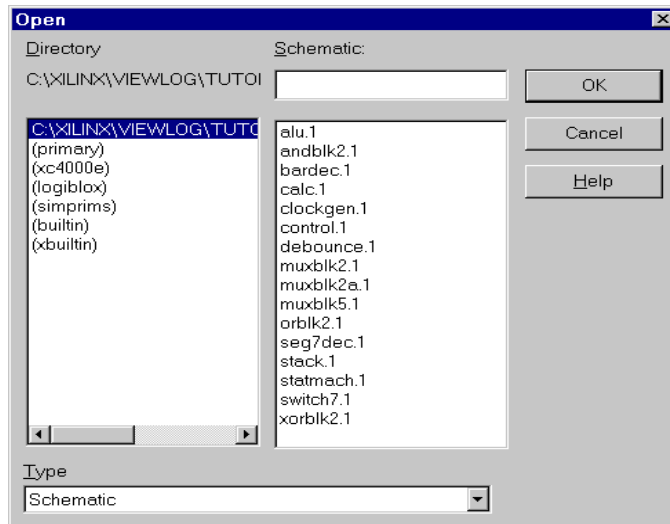 Open
Directory
C:\XILINX\VIEWLOG\TUTOI
C:\XILINX\VIEWLOG\TUTO
(primary)
(xc4000e)
(logiblox)
(simprims)
(builtin)
(xbuiltin)
Schematic:
alu.1
andblk2.1
bardec.1
calc.1
clockgen.1
control.1
debounce.1
muxblk2.1
muxblk2a.1
muxblk5.1
orblk2.1
seg7dec.1
stack.1
statmach.1
switch7.1
xorblk2.1
OK
Cancel
Help
Type
Schematic